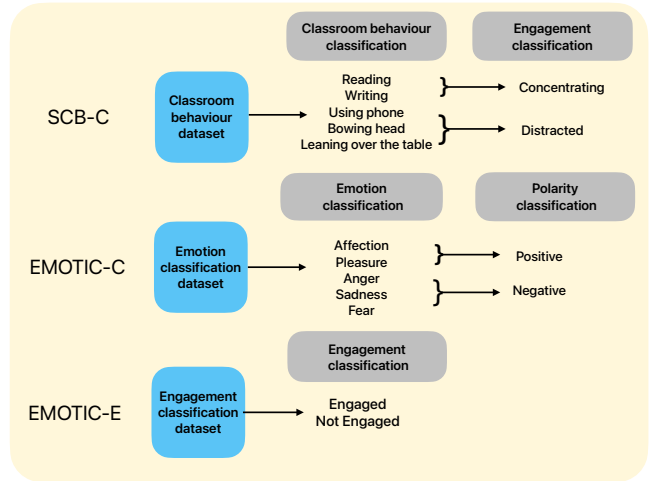 Classroom behaviour
classification
Engagement
classification
SCB-C
Classroom
behaviour
dataset
Reading
Writing
Using phone
Bowing head
Leaning over the table
Concentrating
Distracted
Emotion
classification
Polarity
classification
EMOTIC-C
Emotion
classification
dataset
Affection
Pleasure
Anger
Sadness
Fear
Positive
Negative
Engagement
classification
EMOTIC-E
Engagement
classification
dataset
Engaged
Not Engaged